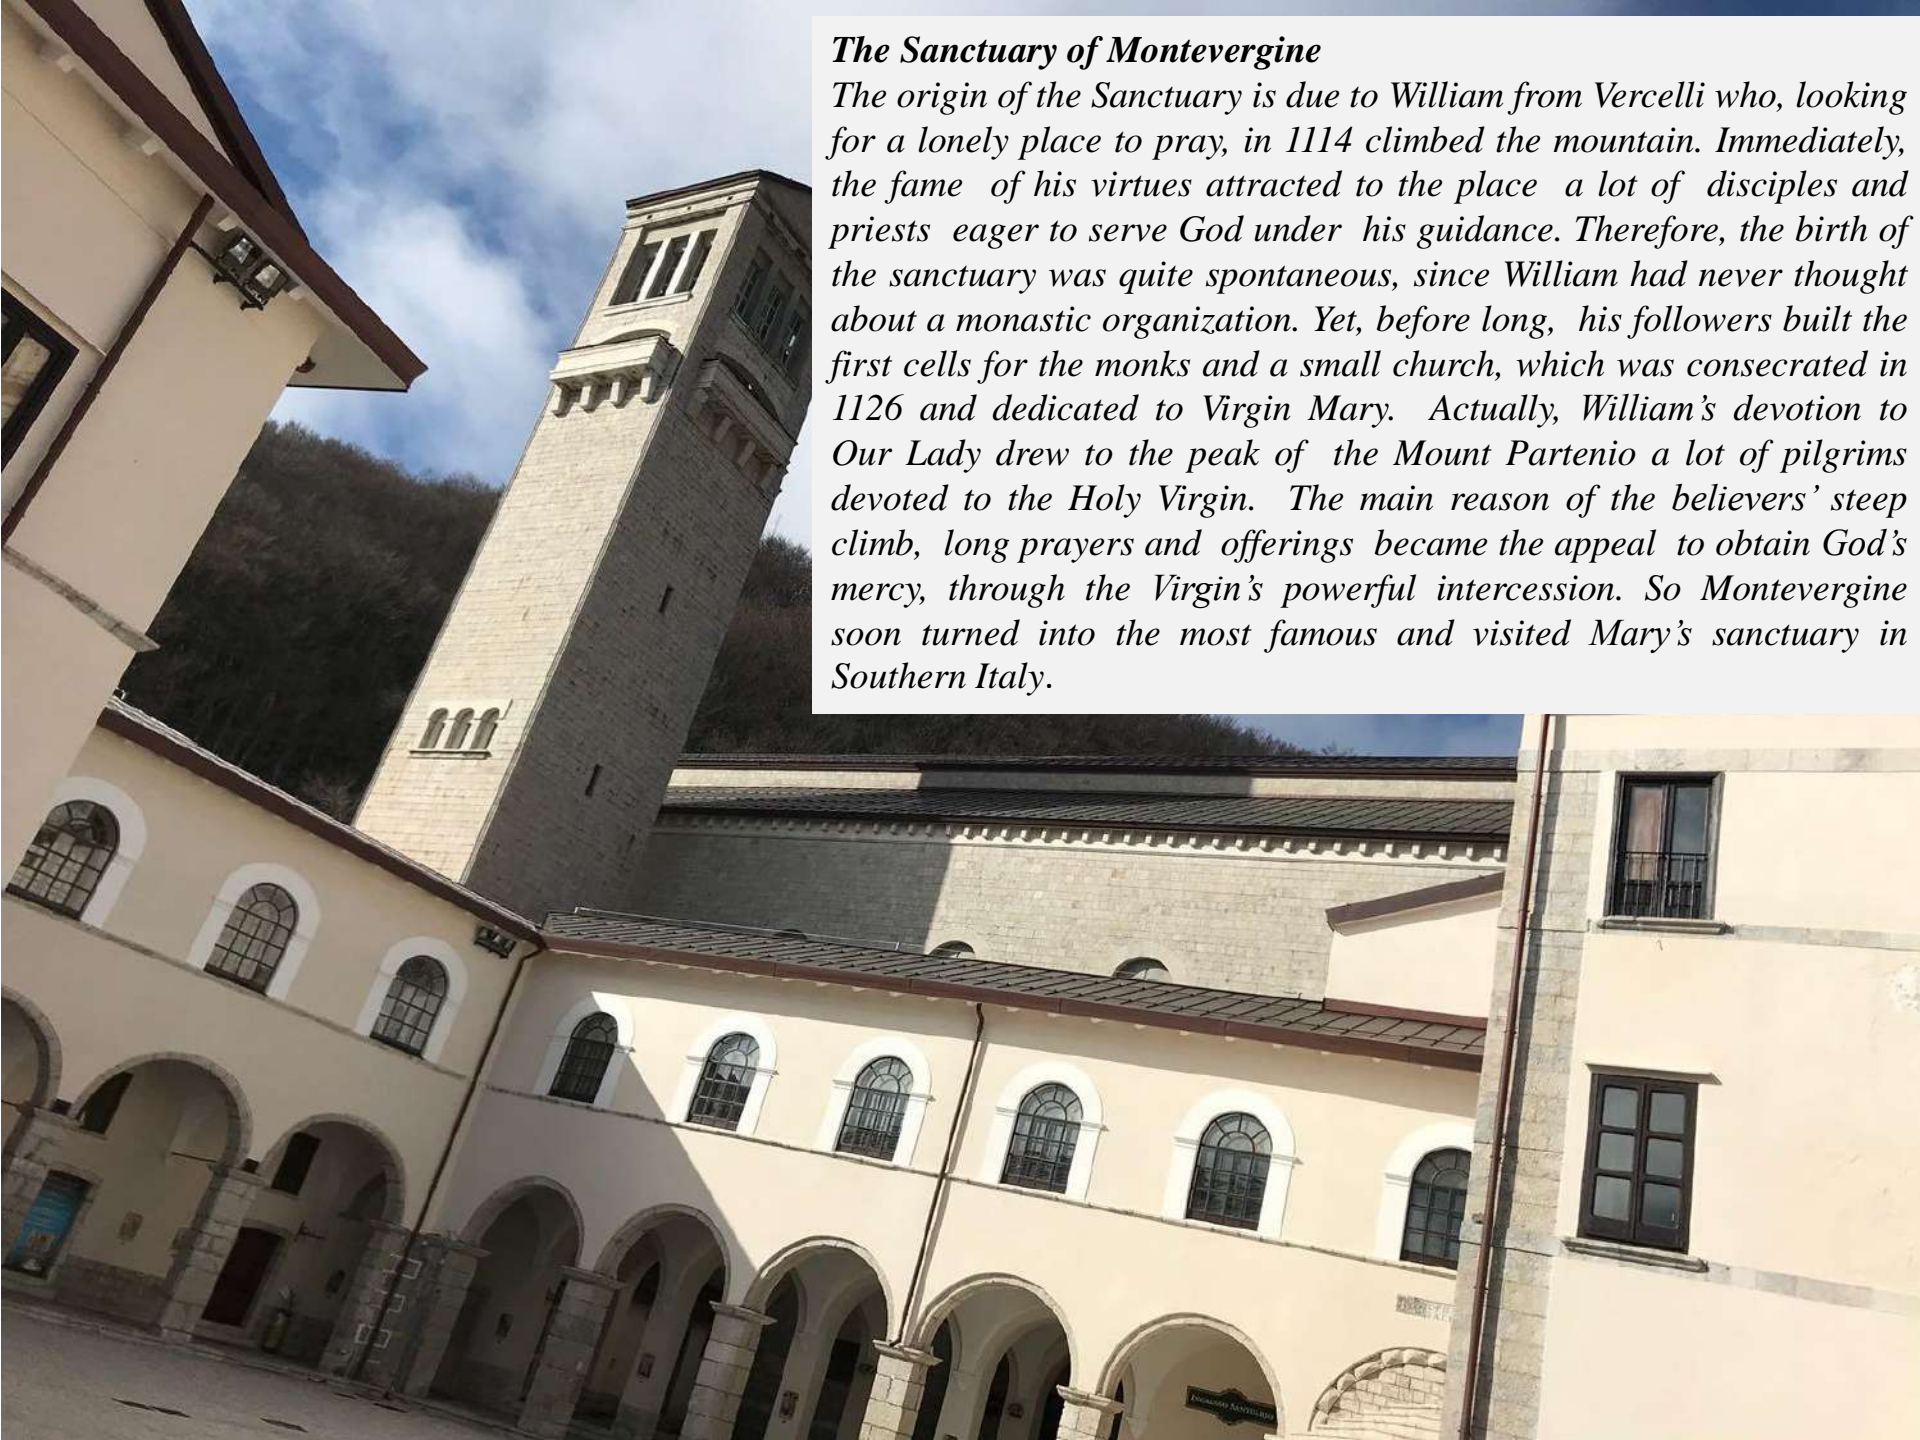 The Sanctuary of Montevergine
The origin of the Sanctuary is due to William from Vercelli who, looking
for a lonely place to pray, in 1114 climbed the mountain. Immediately,
the fame of his virtues attracted to the place a lot of disciples and
priests eager to serve God under his guidance. Therefore, the birth of
the sanctuary was quite spontaneous, since William had never thought
about a monastic organization. Yet, before long, his followers built the
first cells for the monks and a small church, which was consecrated in
1126 and dedicated to Virgin Mary. Actually, William’s devotion to
Our Lady drew to the peak of the Mount Partenio a lot of pilgrims
devoted to the Holy Virgin. The main reason of the believers’ steep
climb, long prayers and offerings became the appeal to obtain God’s
mercy, through the Virgin’s powerful intercession. So Montevergine
soon turned into the most famous and visited Mary’s sanctuary in
Southern Italy.
INGRESSO SANTUARIO